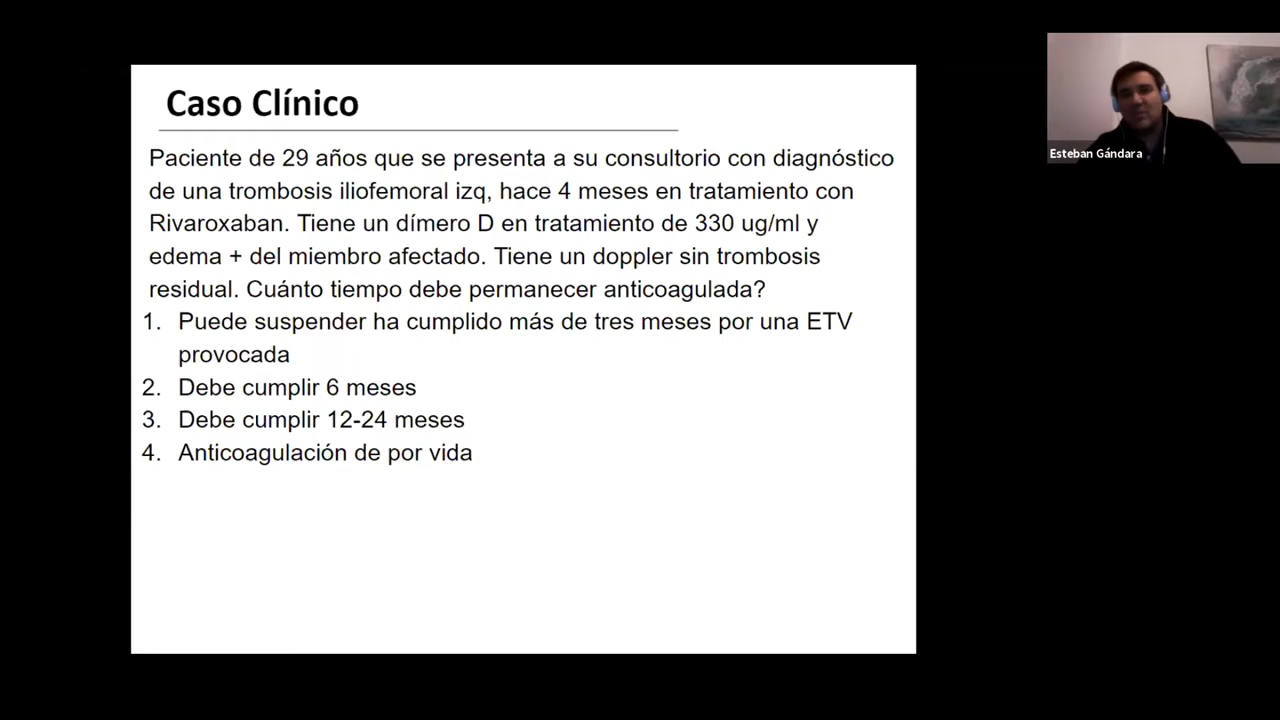 Caso Clínico
Paciente de 29 años que se presenta a su consultorio con diagnóstico
de una trombosis iliofemoral izq, hace 4 meses en tratamiento con
Rivaroxaban. Tiene un dímero D en tratamiento de 330 ug/ml y
edema + del miembro afectado. Tiene un doppler sin trombosis
residual. Cuánto tiempo debe permanecer anticoagulada?
1. Puede suspender ha cumplido más de tres meses por una ETV
provocada
2. Debe cumplir 6 meses
3. Debe cumplir 12-24 meses
4. Anticoagulación de por vida
Esteban Gándara